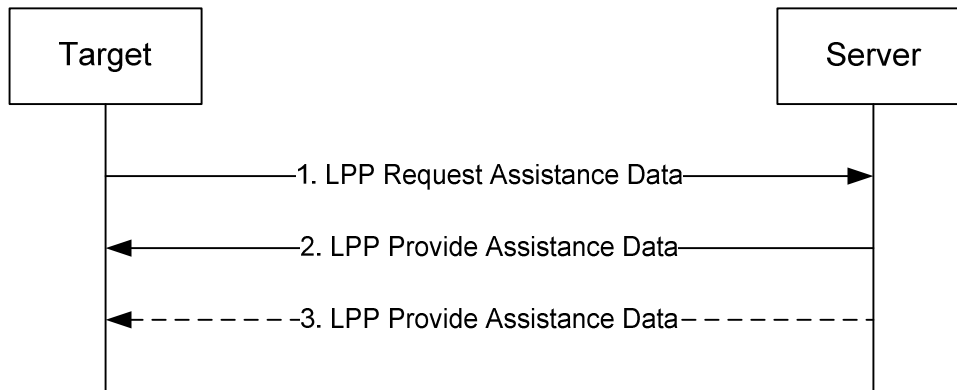 Target
Server
1. LPP Request Assistance Data
2. LPP Provide Assistance Data
3. LPP Provide Assistance Data